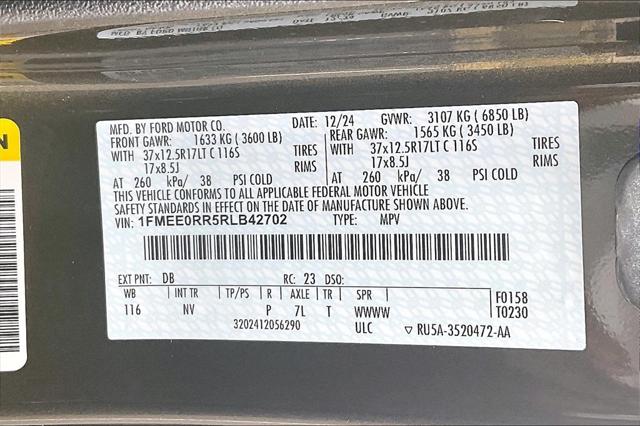 MFD. BY FORD MOTOR CO. DATE: 12/24 GVWR: 3107 KG ( 6850 LB)
FRONT GAWR: 1633 KG ( 3600 LB) REAR GAWR: 1565 KG ( 3450 LB)
WITH 37x12.5R17LT C 116S TIRES WITH 37x12.5R17LT C 116S TIRES
17x8.5J RIMS 17x8.5J RIMS
AT 260 kPa/ 38 PSI COLD AT 260 kPa/ 38 PSI COLD
THIS VEHICLE CONFORMS TO ALL APPLICABLE FEDERAL MOTOR VEHICLE
SAFETY STANDARDS IN EFFECT ON THE DATE OF MANUFACTURE SHOWN ABOVE.
VIN: 1FMEE0RR5RLB42702 TYPE: MPV
EXT PNT: DB RC: 23 DSO:
WB INT TR TP/PS R AXLE TR SPR F0158
116 NV P 7L T WWWW T0230
3202412056290 ULC ▽ RU5A-3520472-AA
N